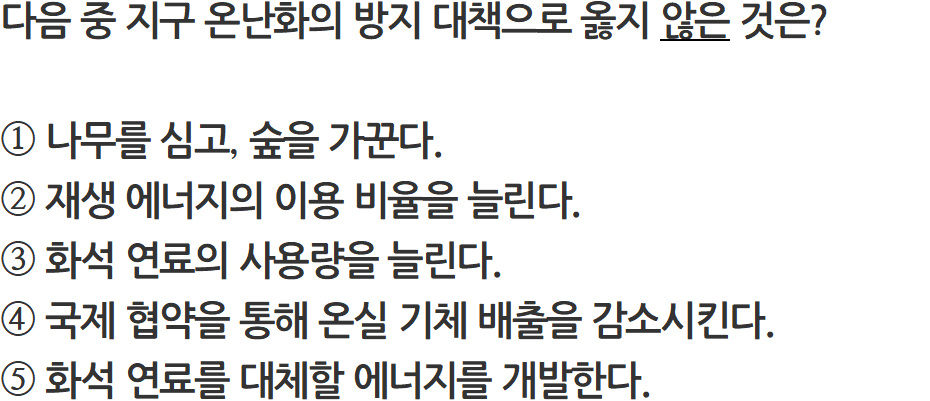 다음 중 지구 온난화의 방지 대책으로 옳지 않은 것은?
① 나무를 심고, 숲을 가꾼다.
② 재생 에너지의 이용 비율을 늘린다.
③ 화석 연료의 사용량을 늘린다.
④ 국제 협약을 통해 온실 기체 배출을 감소시킨다.
⑤ 화석 연료를 대체할 에너지를 개발한다.